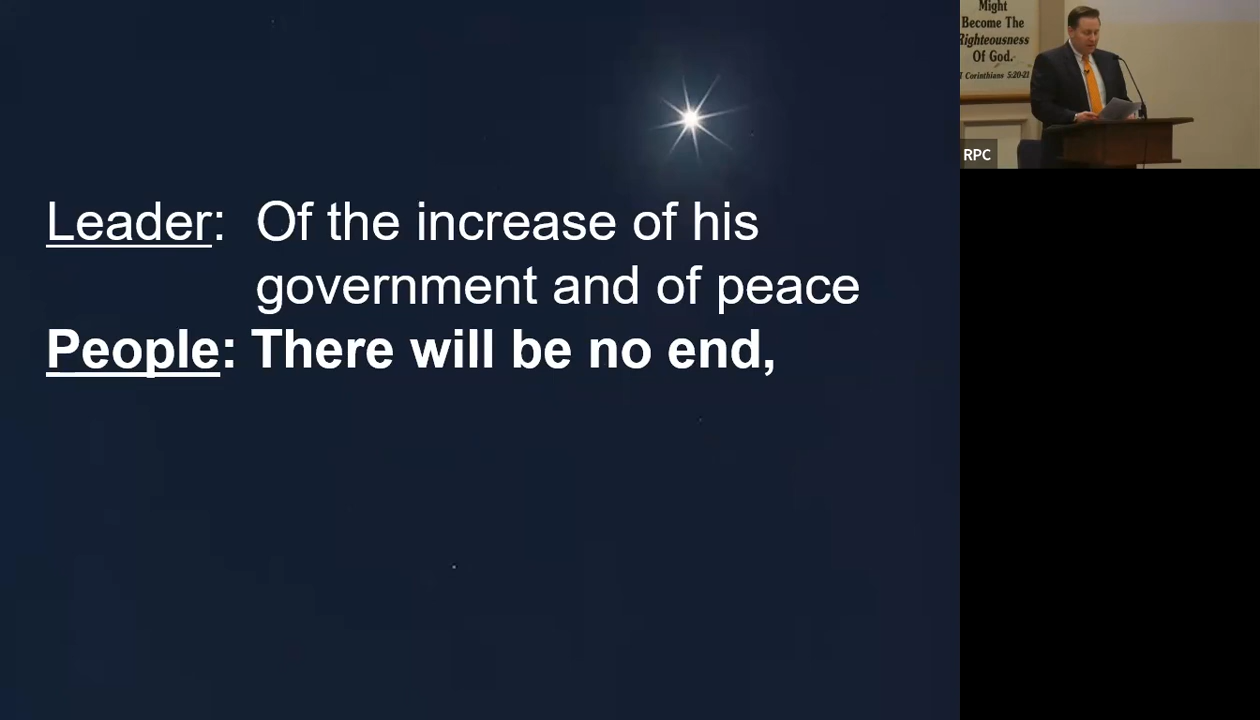 Leader: Of the increase of his
government and of peace
People: There will be no end,
Might
Become The
Righteousness
Of God.
Corinthians 5:20-21
RPC